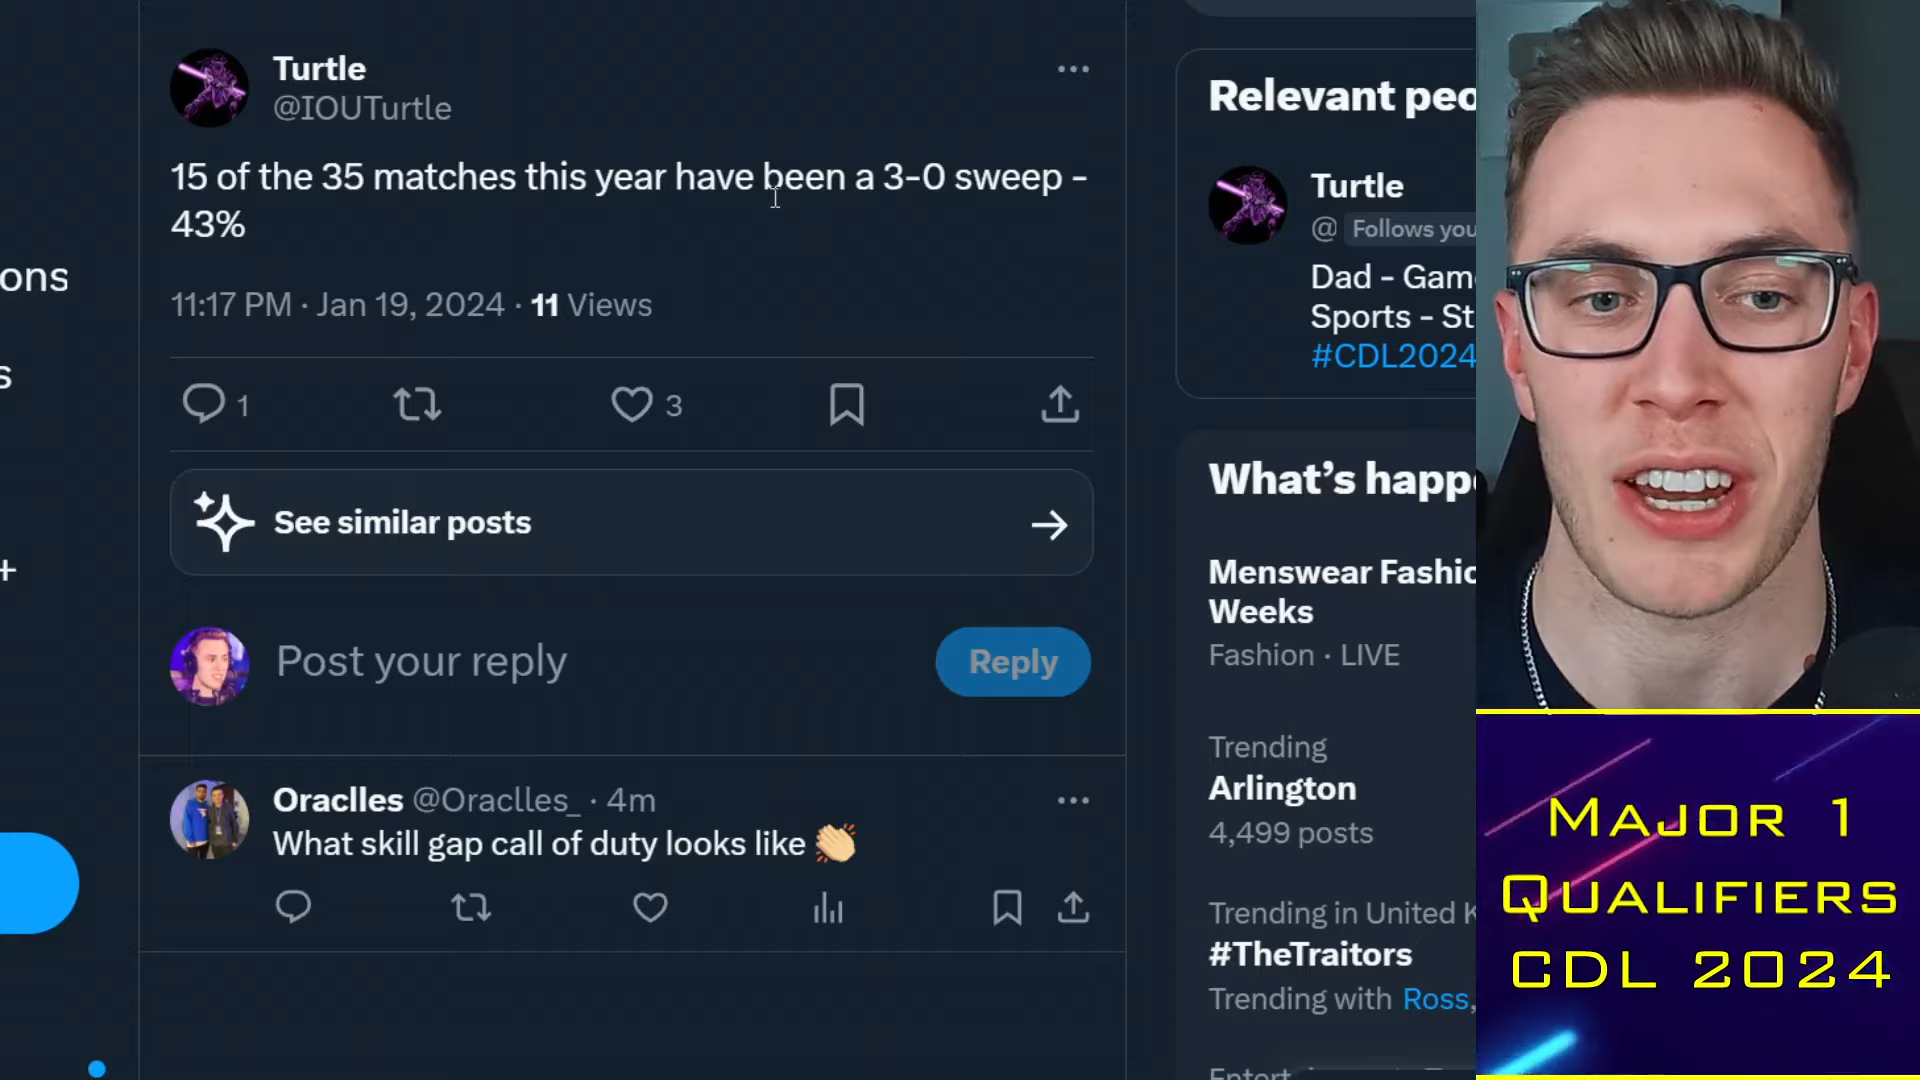 Turtle
@IOUTurtle
15 of the 35 matches this year have been a 3-0 sweep -
43%
11:17 PM · Jan 19, 2024 · 11 Views
1
3
See similar posts
Post your reply
Reply
Oraclles @Oraclles_ · 4m
What skill gap call of duty looks like 👏
ons
s
+
Relevant peo
Turtle
@ Follows you
Dad - Gam
Sports - St
#CDL2024
What's happ
Menswear Fashio
Weeks
Fashion · LIVE
Trending
Arlington
4,499 posts
Trending in United K
#TheTraitors
Trending with Ross,
MAJOR 1
QUALIFIERS
CDL 2024